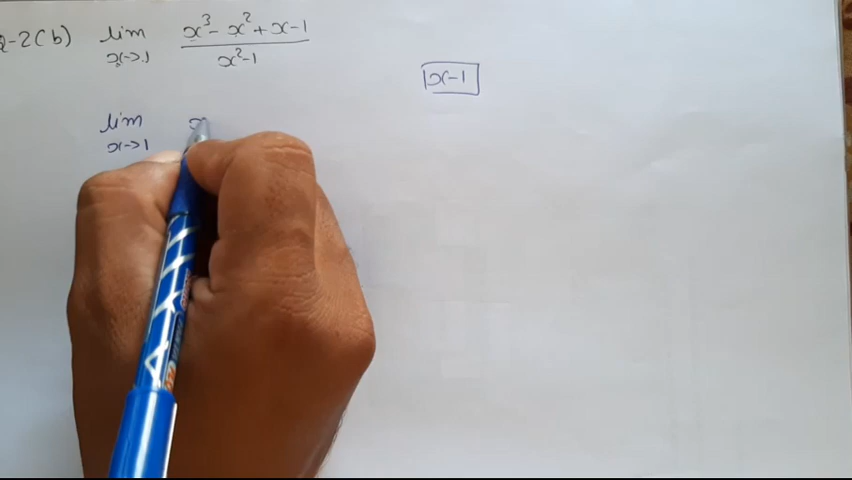 Q-2(b) lim x->1 x³ - x² + x - 1 / x² - 1
x-1
lim x->1 x